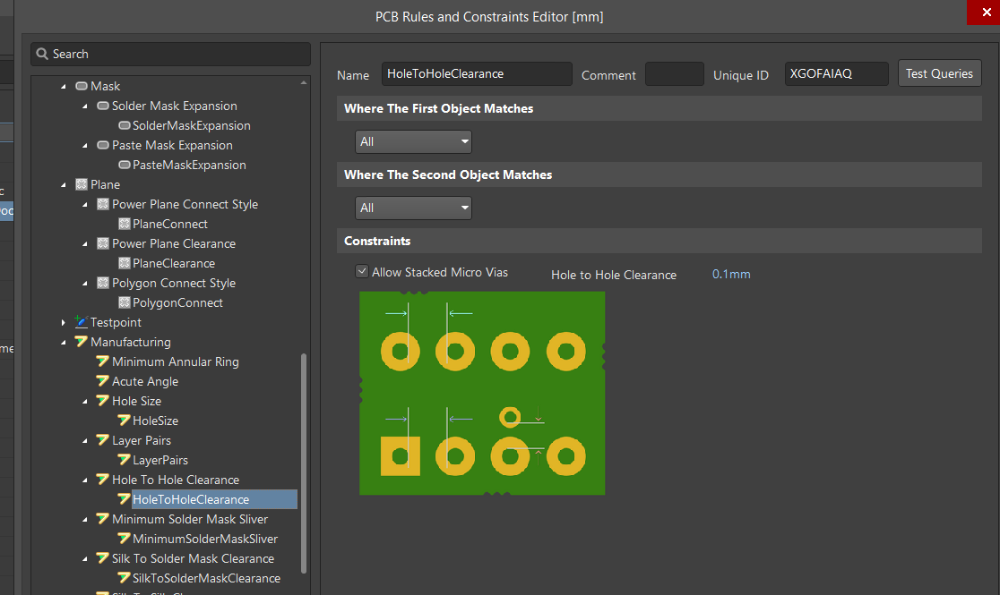 PCB Rules and Constraints Editor [mm]
Search
Mask
Solder Mask Expansion
SolderMaskExpansion
Paste Mask Expansion
PasteMaskExpansion
Plane
Power Plane Connect Style
PlaneConnect
Power Plane Clearance
PlaneClearance
Polygon Connect Style
PolygonConnect
Testpoint
Manufacturing
Minimum Annular Ring
Acute Angle
Hole Size
HoleSize
Layer Pairs
LayerPairs
Hole To Hole Clearance
HoleToHoleClearance
Minimum Solder Mask Sliver
MinimumSolderMaskSliver
Silk To Solder Mask Clearance
SilkToSolderMaskClearance
Name HoleToHoleClearance Comment Unique ID XGOFAIAQ Test Queries
Where The First Object Matches
All
Where The Second Object Matches
All
Constraints
Allow Stacked Micro Vias Hole to Hole Clearance 0.1mm